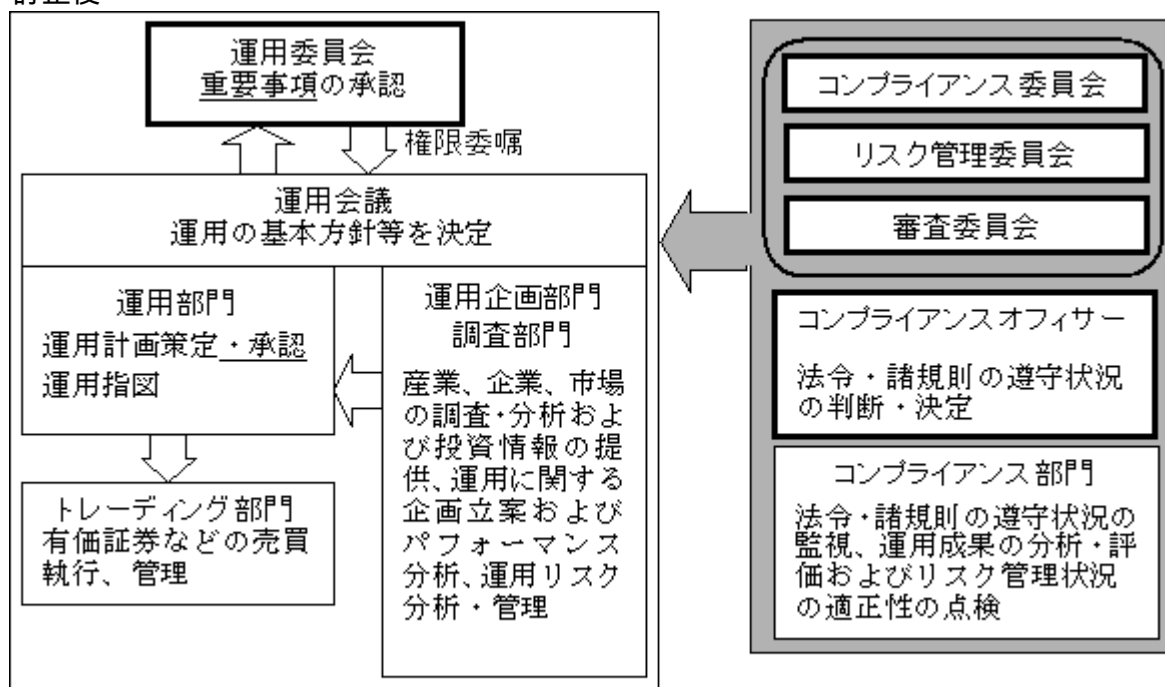 運用委員会
重要事項の承認
権限委嘱
運用会議
運用の基本方針等を決定
運用部門
運用計画策定・承認
運用指図
運用企画部門
調査部門
産業、企業、市場
の調査・分析およ
び投資情報の提
供、運用に関する
企画立案および
パフォーマンス
分析、運用リスク
分析・管理
トレーディング部門
有価証券などの売買
執行、管理
コンプライアンス委員会
リスク管理委員会
審査委員会
コンプライアンスオフィサー
法令・諸規則の遵守状況
の判断・決定
コンプライアンス部門
法令・諸規則の遵守状況の
監視、運用成果の分析・評
価およびリスク管理状況
の適正性の点検